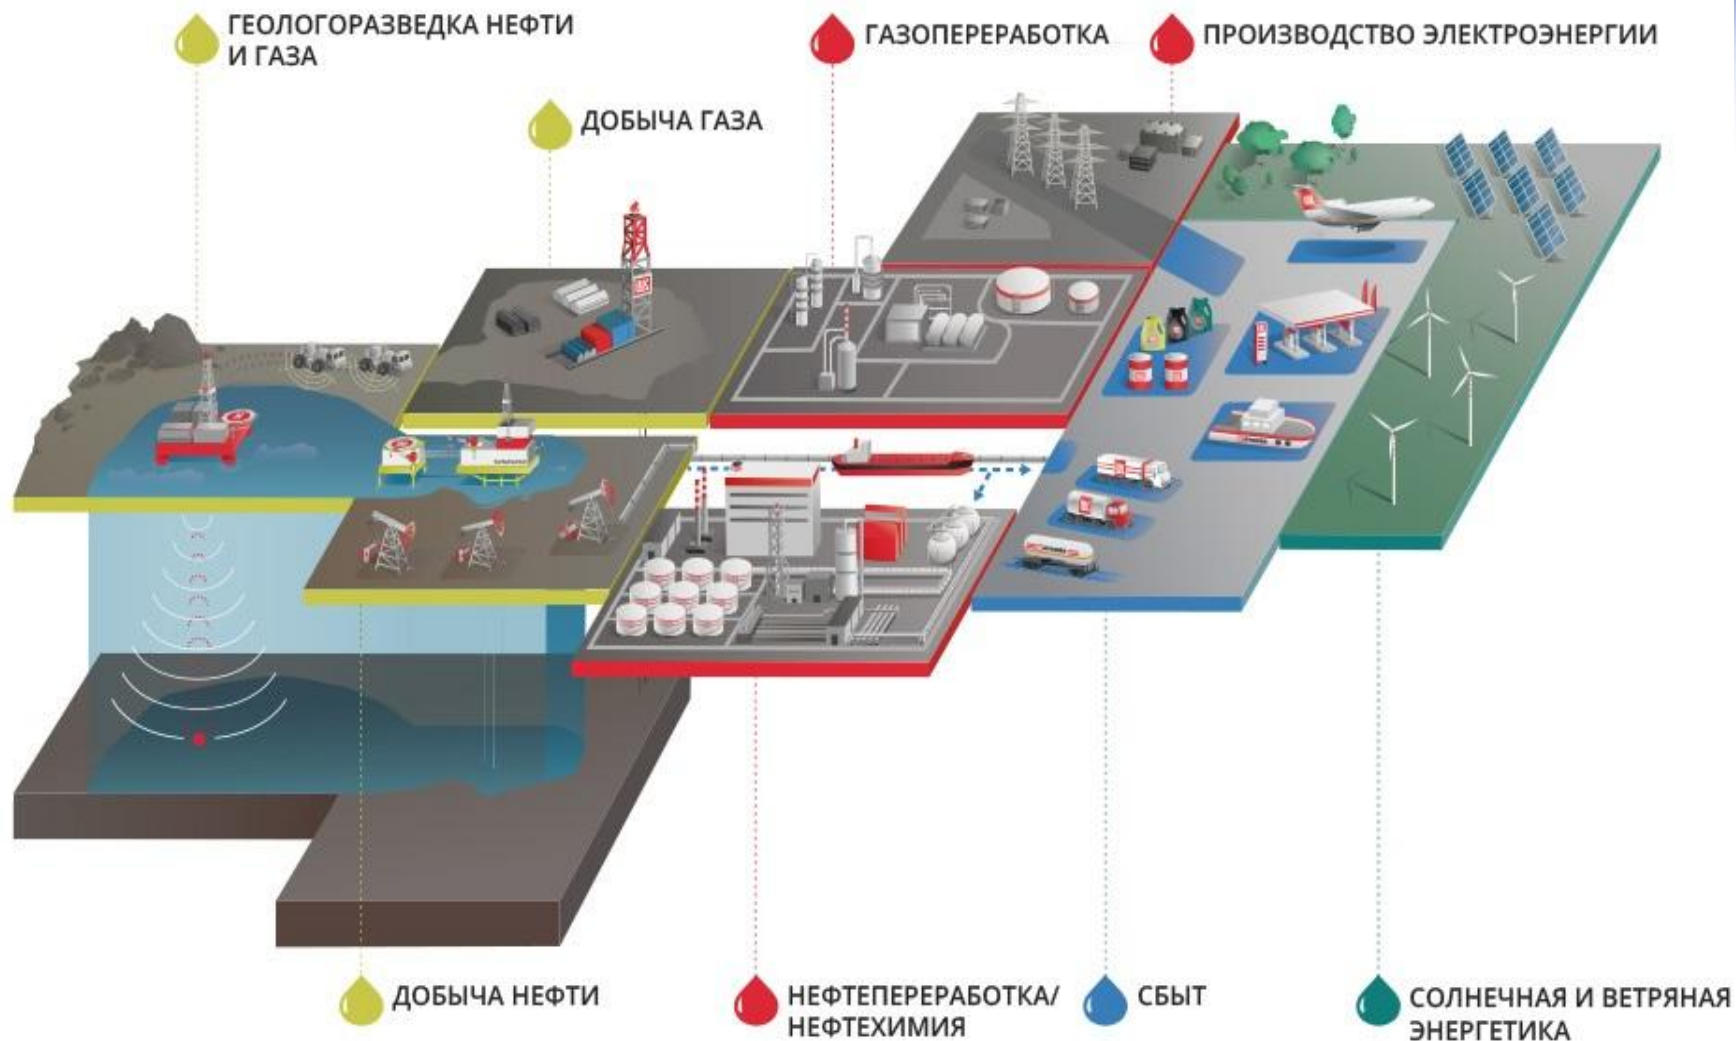 ГЕОЛОГОРАЗВЕДКА НЕФТИ
И ГАЗА
ГАЗОПЕРЕРАБОТКА
ПРОИЗВОДСТВО ЭЛЕКТРОЭНЕРГИИ
ДОБЫЧА ГАЗА
ДОБЫЧА НЕФТИ
НЕФТЕПЕРЕРАБОТКА/
НЕФТЕХИМИЯ
СБЫТ
СОЛНЕЧНАЯ И ВЕТРЯНАЯ
ЭНЕРГЕТИКА